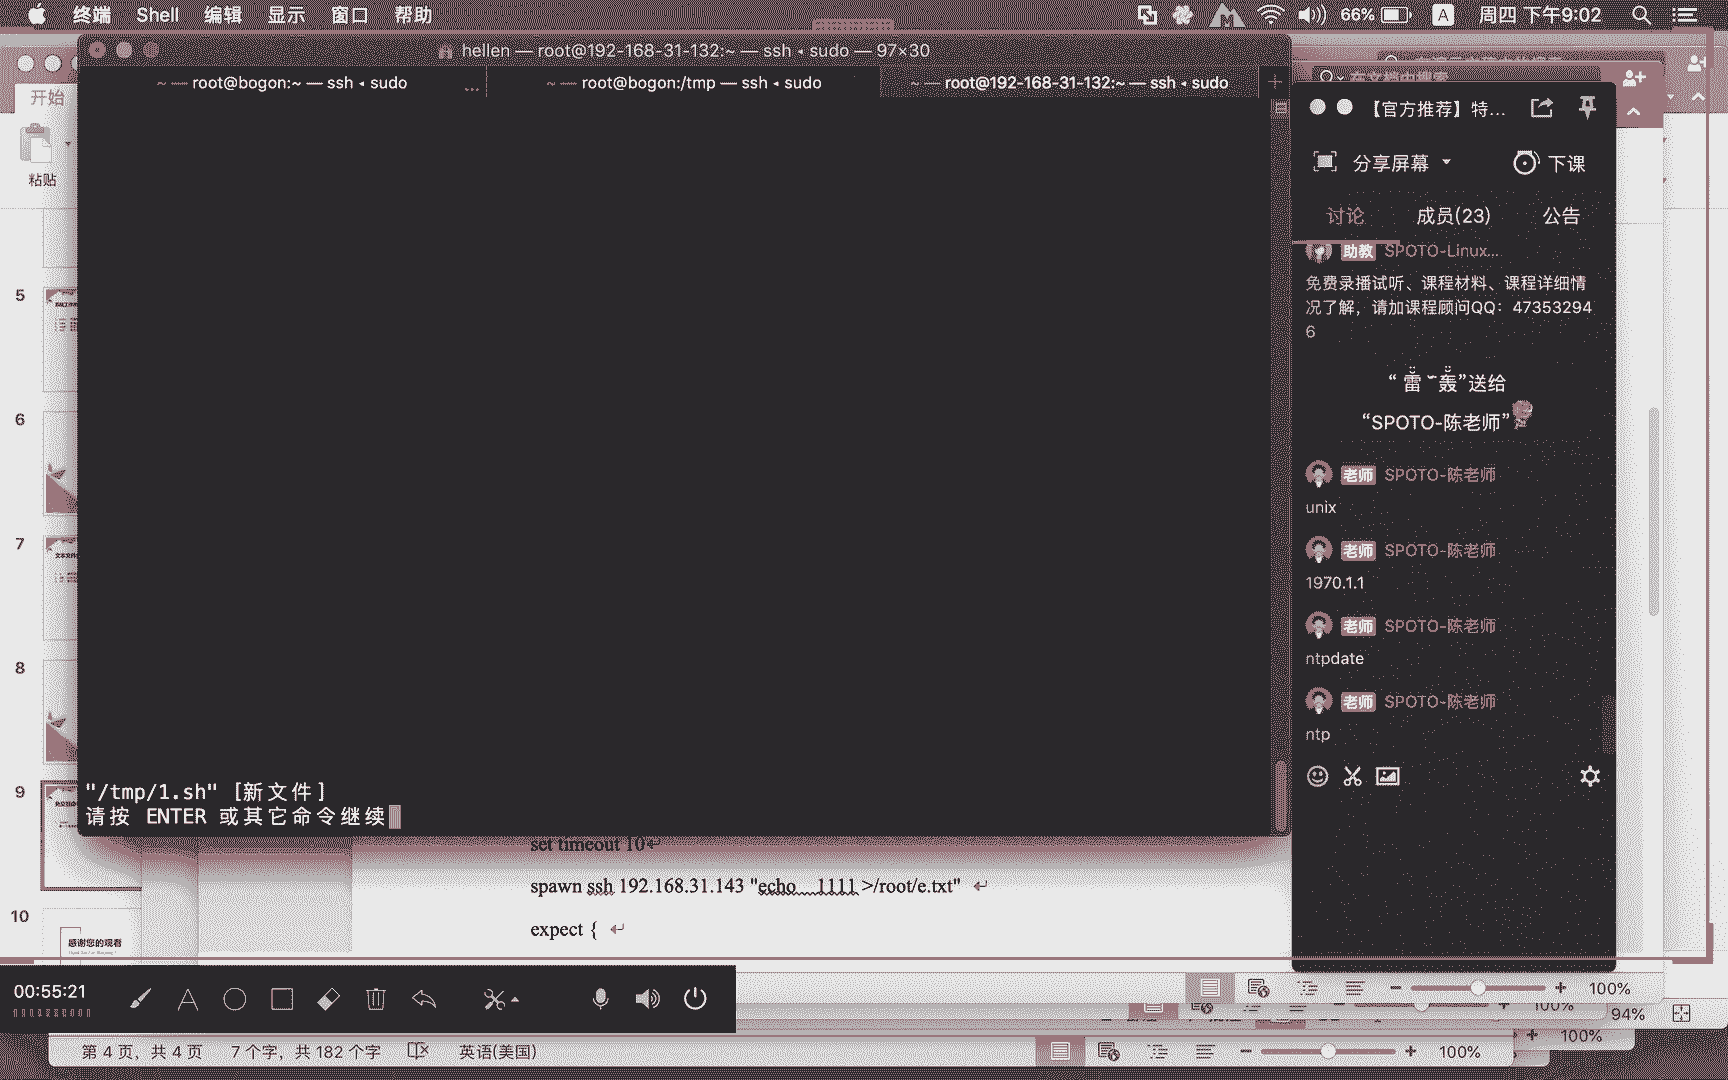 终端 Shell 编辑 显示 窗口 帮助 66% A 周四 下午9:02
hellen — root@192-168-31-132:~ — ssh ◂ sudo — 97×30
~ — root@bogon:~ — ssh ◂ sudo ... ~ — root@bogon:/tmp — ssh ◂ sudo ~ — root@192-168-31-132:~ — ssh ◂ sudo +
开始
粘贴
5
6
7
8
9
10
感谢您的观看
"/tmp/1.sh" [新文件]
请按 ENTER 或其它命令继续
set timeout 10
spawn ssh 192.168.31.143 "echo 1111 >/root/e.txt"
expect {
【官方推荐】特...
分享屏幕 下课
讨论 成员(23) 公告
助教 SPOTO-Linux...
免费录播试听、课程材料、课程详细情
况了解，请加课程顾问QQ：47353294
6
送给
“SPOTO-陈老师”
老师 SPOTO-陈老师
unix
老师 SPOTO-陈老师
1970.1.1
老师 SPOTO-陈老师
ntpdate
老师 SPOTO-陈老师
ntp
00:55:21
100%
100%
94%
100%
第 4 页，共 4 页 7 个字，共 182 个字 英语(美国) 100%